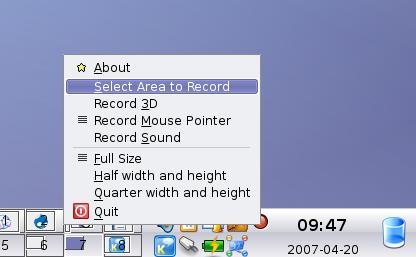 About
Select Area to Record
Record 3D
Record Mouse Pointer
Record Sound
Full Size
Half width and height
Quarter width and height
Quit
09:47
5 6 7 8
2007-04-20